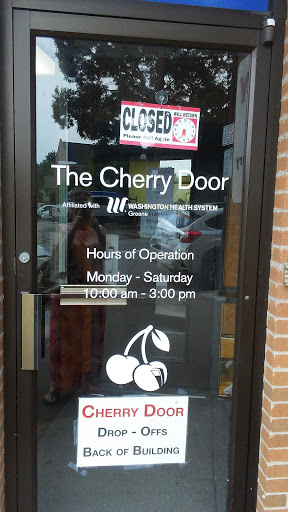 CLOSED
WILL RETURN
Please Call Again
The Cherry Door
Affiliated with WASHINGTON HEALTH SYSTEM
Greene
Hours of Operation
Monday - Saturday
10:00 am - 3:00 pm
CHERRY DOOR
DROP - OFFS
BACK OF BUILDING